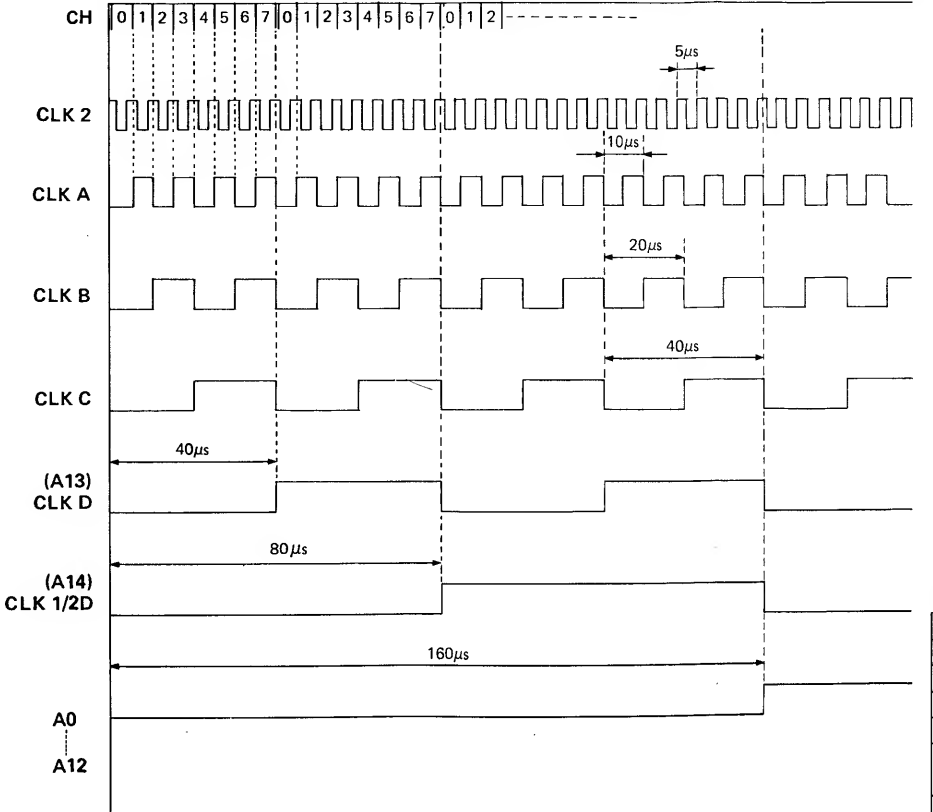 CH 0 1 2 3 4 5 6 7 0 1 2 3 4 5 6 7 0 1 2
5μs
CLK 2
10μs
CLK A
20μs
CLK B
40μs
CLK C
40μs
(A13)
CLK D
80μs
(A14)
CLK 1/2D
160μs
A0
A12